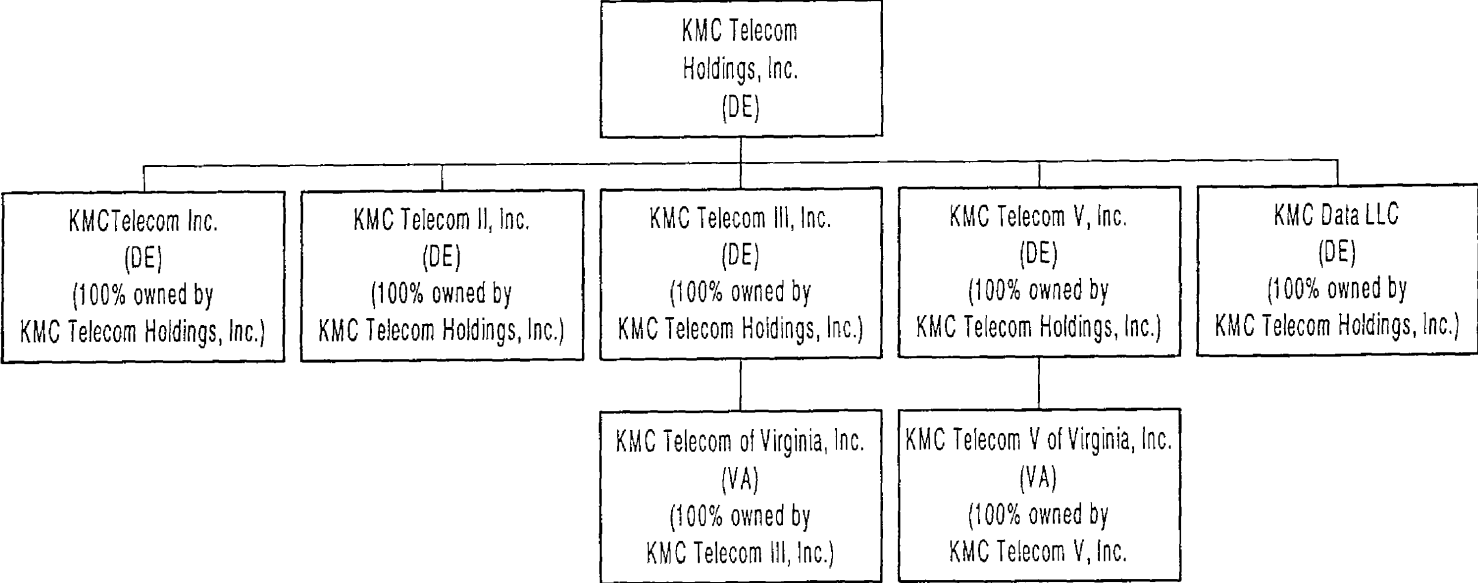 KMC Telecom
Holdings, Inc.
(DE)
KMCTelecom Inc.
(DE)
(100% owned by
KMC Telecom Holdings, Inc.)
KMC Telecom II, Inc.
(DE)
(100% owned by
KMC Telecom Holdings, Inc.)
KMC Telecom III, Inc.
(DE)
(100% owned by
KMC Telecom Holdings, Inc.)
KMC Telecom V, Inc.
(DE)
(100% owned by
KMC Telecom Holdings, Inc.)
KMC Data LLC
(DE)
(100% owned by
KMC Telecom Holdings, Inc.)
KMC Telecom of Virginia, Inc.
(VA)
(100% owned by
KMC Telecom III, Inc.)
KMC Telecom V of Virginia, Inc.
(VA)
(100% owned by
KMC Telecom V, Inc.